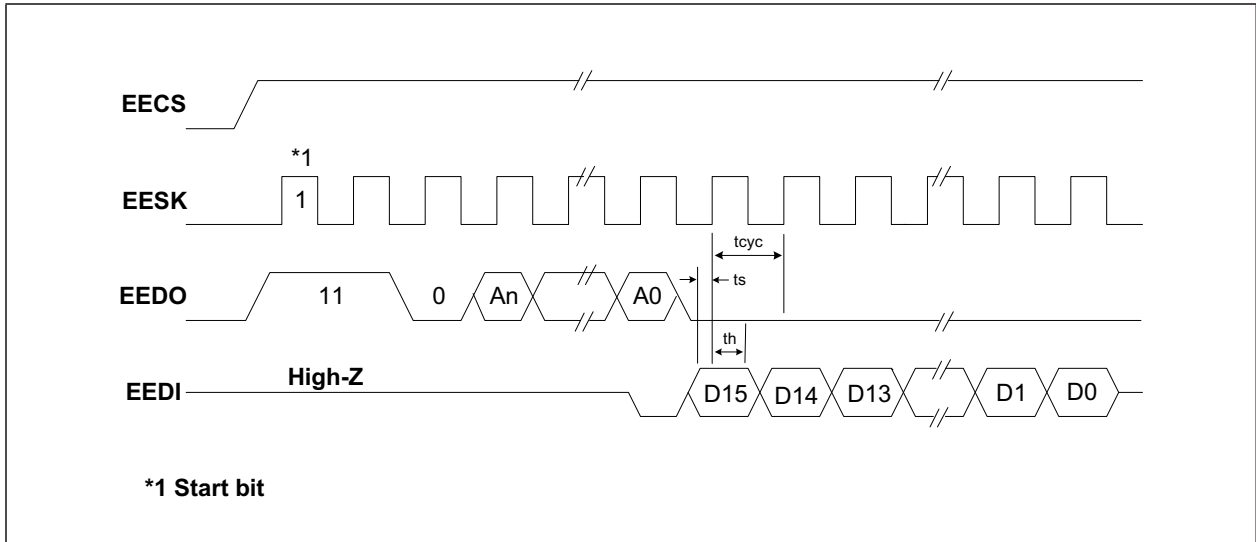 EECS
*1
EESK
1
tcyc
ts
EEDO
11
0
An
A0
th
EEDI
High-Z
D15
D14
D13
D1
D0
*1 Start bit